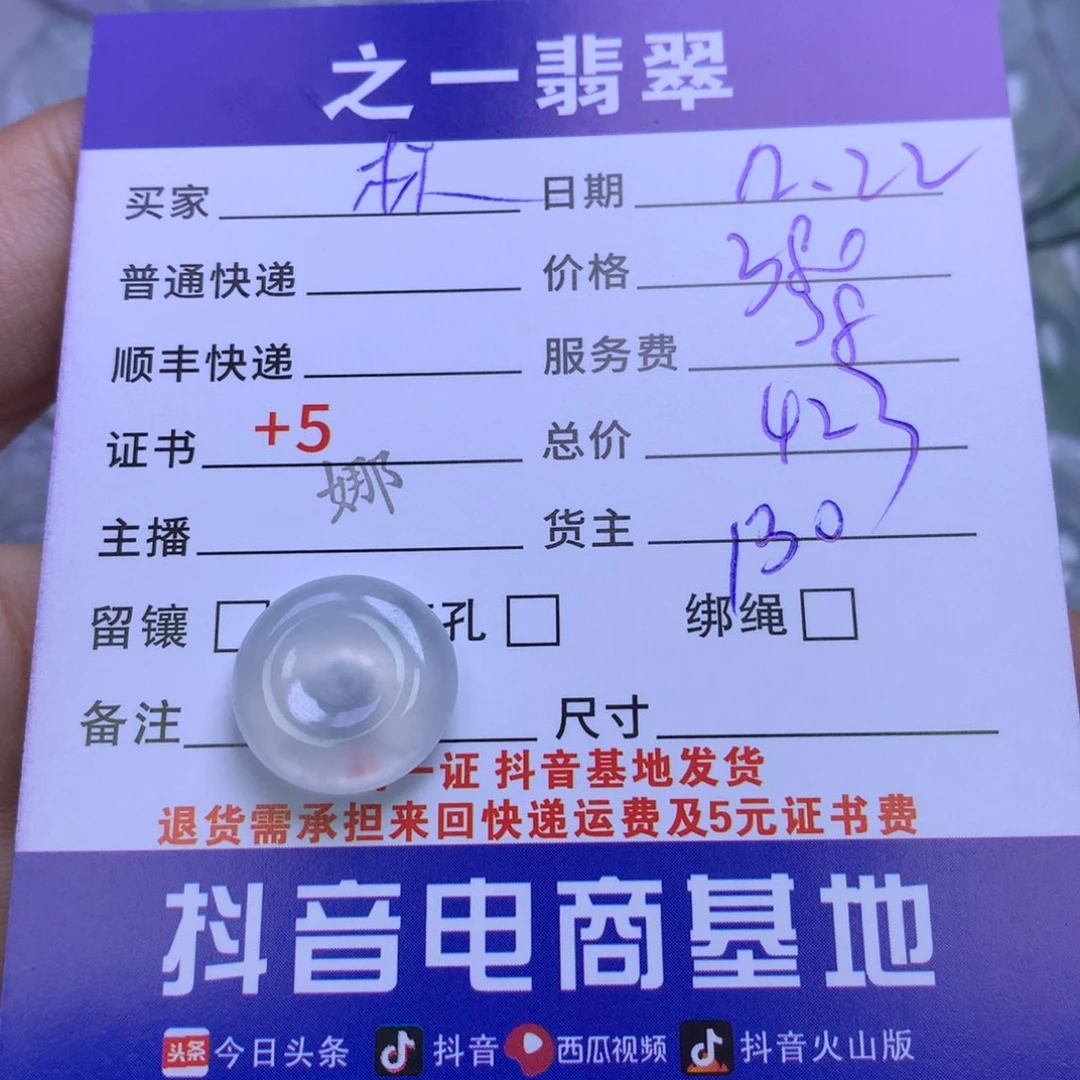 之一翡翠
买家 林 日期 12.22
普通快递 价格 380
顺丰快递 服务费 38
证书 +5 总价 423
主播 娜 货主 130
留镶 孔 绑绳
备注 尺寸
一证 抖音基地发货
退货需承担来回快递运费及5元证书费
抖音电商基地
头条 今日头条 抖音 西瓜视频 抖音火山版